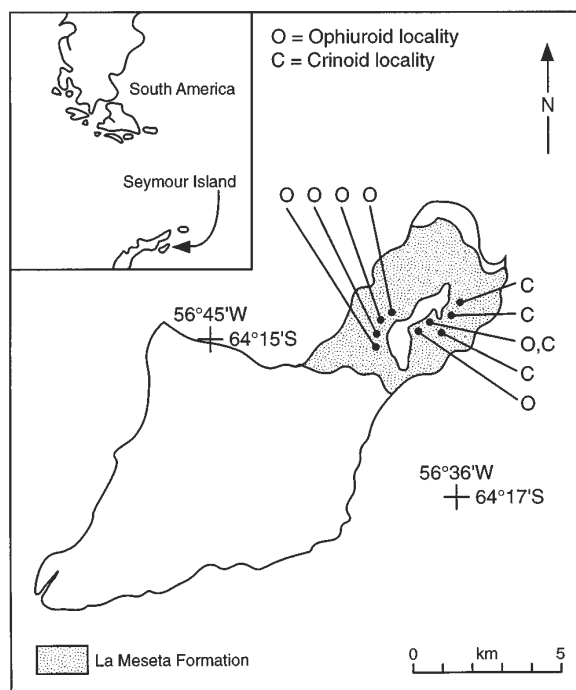 O = Ophiuroid locality
C = Crinoid locality
South America
N
Seymour Island
O O O O
C
56°45'W
C
64°15'S
O,C
C
O
56°36'W
64°17'S
La Meseta Formation
0 km 5